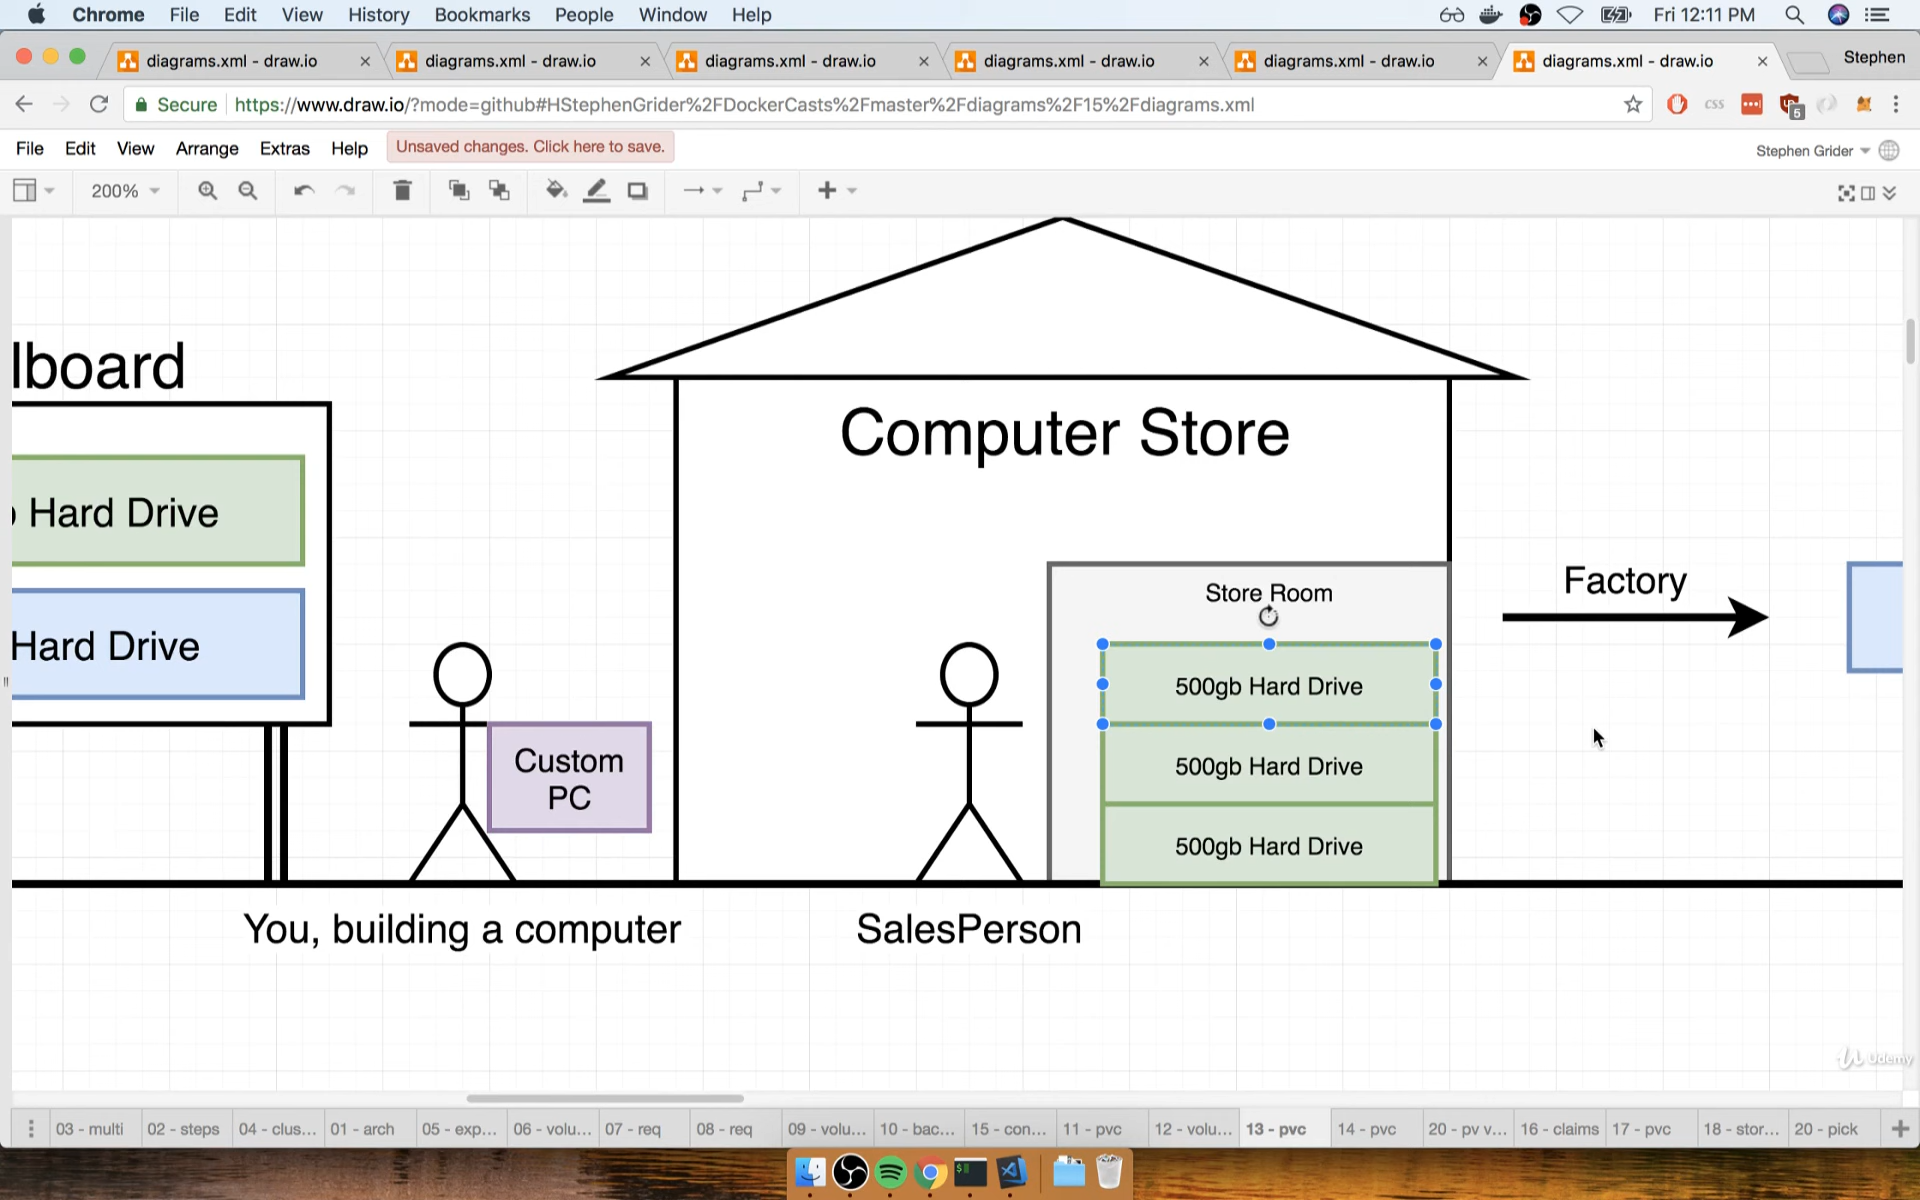 Chrome File Edit View History Bookmarks People Window Help Fri 12:11 PM
diagrams.xml - draw.io diagrams.xml - draw.io diagrams.xml - draw.io diagrams.xml - draw.io diagrams.xml - draw.io diagrams.xml - draw.io Stephen
Secure https://www.draw.io/?mode=github#HStephenGrider%2FDockerCasts%2Fmaster%2Fdiagrams%2F15%2Fdiagrams.xml css 5
File Edit View Arrange Extras Help Unsaved changes. Click here to save. Stephen Grider
200%
lboard
Computer Store
Hard Drive
Factory
Store Room
Hard Drive
500gb Hard Drive
Custom
PC
500gb Hard Drive
500gb Hard Drive
You, building a computer
SalesPerson
Udemy
03 - multi 02 - steps 04 - clus... 01 - arch 05 - exp... 06 - volu... 07 - req 08 - req 09 - volu... 10 - bac... 15 - con... 11 - pvc 12 - volu... 13 - pvc 14 - pvc 20 - pv v... 16 - claims 17 - pvc 18 - stor... 20 - pick